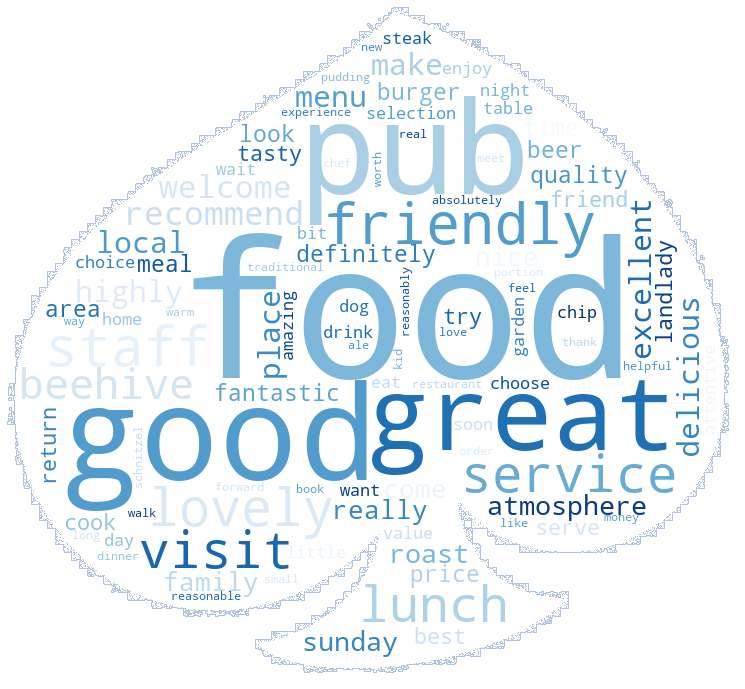 steak
new
make enjoy
pudding
menu burger night
experience selection table
pub
look real time
tasty chef worth meet beer
wait quality
welcome absolutely friend
recommend friendly
local bit definitely nice excellent
choice meal traditional portion landlady
highly food reasonably feel
area place amazing dog try garden chip delicious
way home warm drink love thank
staff ale kid helpful attentive
beehive fantastic eat restaurant choose
return good great
schnitzel soon
order service
forward book want come
walk lovely really atmosphere
cook like money
long day visit value serve
dinner little roast
family small price
reasonable lunch
sunday best